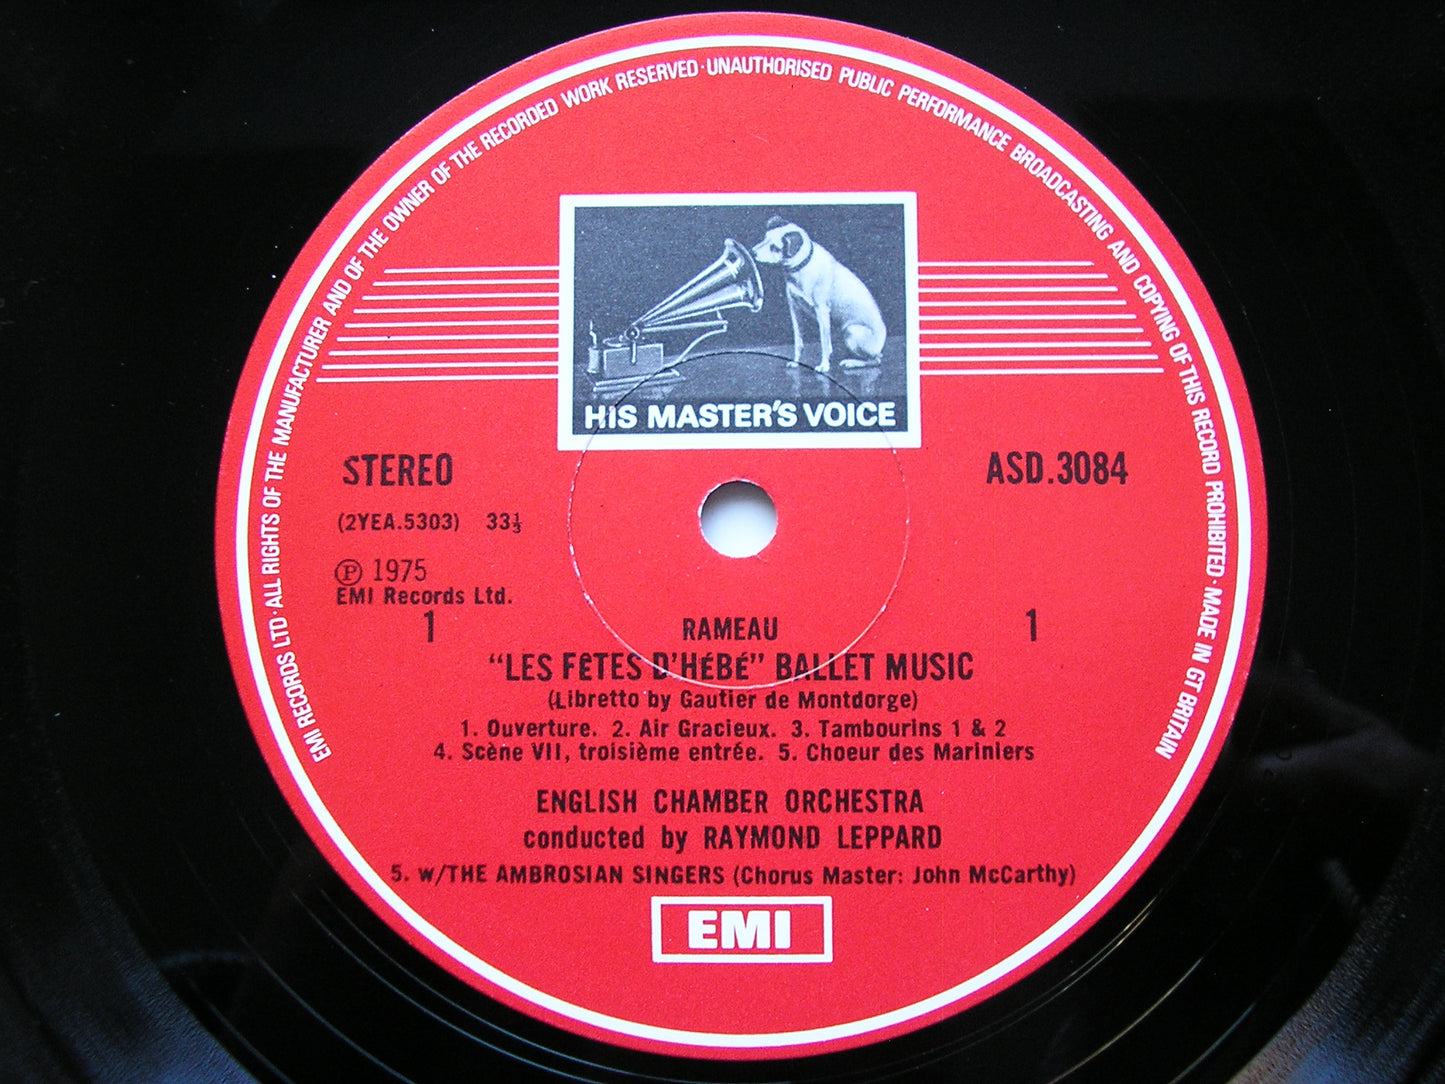 EMI RECORDS LTD · ALL RIGHTS OF THE MANUFACTURER AND OF THE OWNER OF THE RECORDED WORK RESERVED · UNAUTHORISED PUBLIC PERFORMANCE BROADCASTING AND COPYING OF THIS RECORD PROHIBITED · MADE IN GT BRITAIN
HIS MASTER'S VOICE
STEREO ASD.3084
(2YEA.5303) 33⅓
Ⓟ 1975
EMI Records Ltd.
1 RAMEAU 1
"LES FÊTES D'HÉBÉ" BALLET MUSIC
(Libretto by Gautier de Montdorge)
1. Ouverture. 2. Air Gracieux. 3. Tambourins 1 & 2
4. Scène VII, troisième entrée. 5. Choeur des Mariniers
ENGLISH CHAMBER ORCHESTRA
conducted by RAYMOND LEPPARD
5. w/THE AMBROSIAN SINGERS (Chorus Master: John McCarthy)
EMI